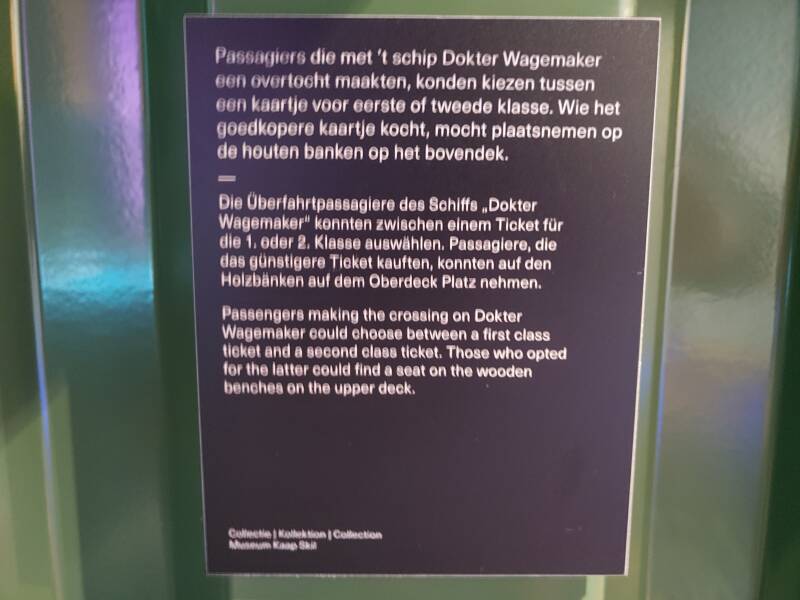 Passagiers die met 't schip Dokter Wagemaker
een overtocht maakten, konden kiezen tussen
een kaartje voor eerste of tweede klasse. Wie het
goedkopere kaartje kocht, mocht plaatsnemen op
de houten banken op het bovendek.
Die Überfahrtpassagiere des Schiffs „Dokter
Wagemaker" konnten zwischen einem Ticket für
die 1. oder 2. Klasse auswählen. Passagiere, die
das günstigere Ticket kauften, konnten auf den
Holzbänken auf dem Oberdeck Platz nehmen.
Passengers making the crossing on Dokter
Wagemaker could choose between a first class
ticket and a second class ticket. Those who opted
for the latter could find a seat on the wooden
benches on the upper deck.
Collectie | Kollektion | Collection
Museum Kaap Skil